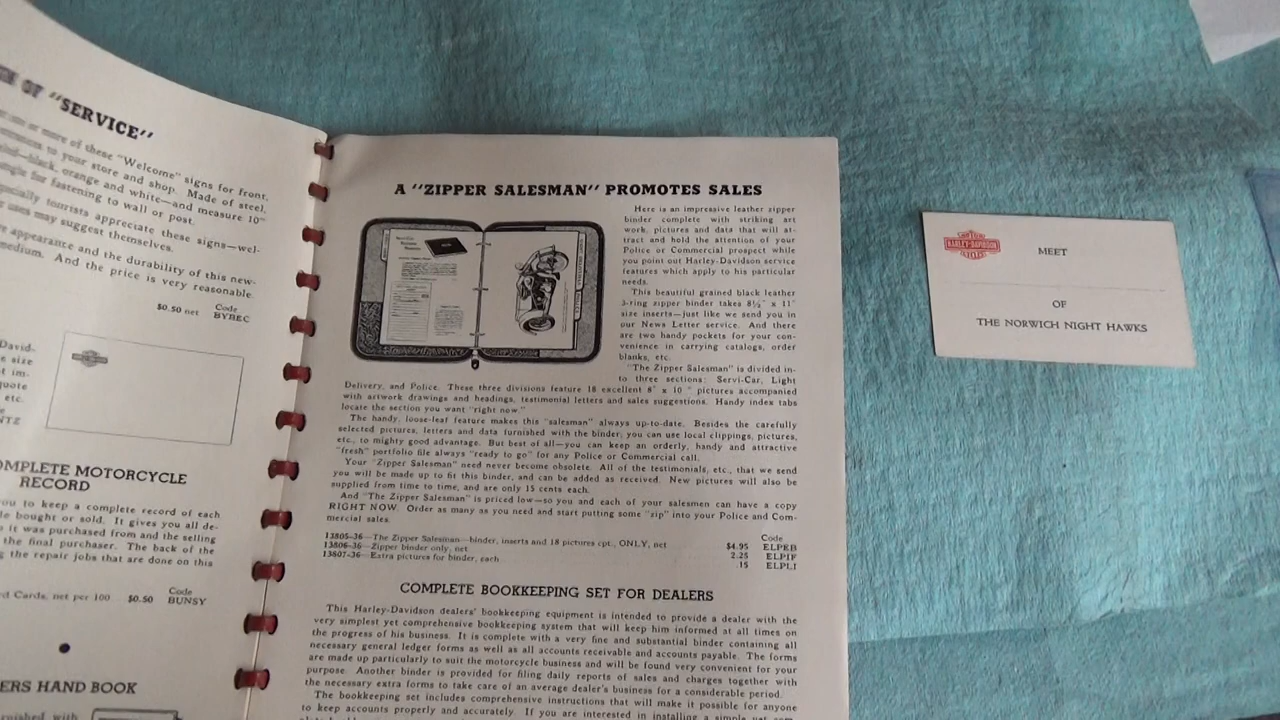 OF "SERVICE"
of these "Welcome" signs for front,
to your store and shop. Made of steel,
black, orange and white—and measure 10"
for fastening to wall or post.
tourists appreciate these signs—wel-
uses may suggest themselves.
appearance and the durability of this new
medium. And the price is very reasonable.
Code
$0.50 net BYBEC
OMPLETE MOTORCYCLE
RECORD
you to keep a complete record of each
bought or sold. It gives you all de-
it was purchased from and the selling
the final purchaser. The back of the
the repair jobs that are done on this
Code
Cards, net per 100 $0.50 BUNSY
ERS HAND BOOK
A "ZIPPER SALESMAN" PROMOTES SALES
Here is an impressive leather zipper
binder complete with striking art
work, pictures and data that will at-
tract and hold the attention of your
Police or Commercial prospect while
you point out Harley-Davidson service
features which apply to his particular
needs.
This beautiful grained black leather
3-ring zipper binder takes 8½" x 11"
size inserts—just like we send you in
our News Letter service. And there
are two handy pockets for your con-
venience in carrying catalogs, order
blanks, etc.
"The Zipper Salesman" is divided in-
to three sections: Servi-Car, Light
Delivery, and Police. These three divisions feature 18 excellent 8" x 10" pictures accompanied
with artwork drawings and headings, testimonial letters and sales suggestions. Handy index tabs
locate the section you want "right now."
The handy, loose-leaf feature makes this "salesman" always up-to-date. Besides the carefully
selected pictures, letters and data furnished with the binder, you can use local clippings, pictures,
etc., to mighty good advantage. But best of all—you can keep an orderly, handy and attractive
"fresh" portfolio file always "ready to go" for any Police or Commercial call.
Your "Zipper Salesman" need never become obsolete. All of the testimonials, etc., that we send
you will be made up to fit this binder, and can be added as received. New pictures will also be
supplied from time to time, and are only 15 cents each.
And "The Zipper Salesman" is priced low—so you and each of your salesmen can have a copy
RIGHT NOW. Order as many as you need and start putting some "zip" into your Police and Com-
mercial sales.
Code
13805-36—The Zipper Salesman—binder, inserts and 18 pictures cpt., ONLY, net $4.95 ELPEB
13806-36—Zipper binder only, net 2.25 ELPIF
13807-36—Extra pictures for binder, each .15 ELPLI
COMPLETE BOOKKEEPING SET FOR DEALERS
This Harley-Davidson dealers' bookkeeping equipment is intended to provide a dealer with the
very simplest yet comprehensive bookkeeping system that will keep him informed at all times on
the progress of his business. It is complete with a very fine and substantial binder containing all
necessary general ledger forms as well as all accounts receivable and accounts payable. The forms
are made up particularly to suit the motorcycle business and will be found very convenient for your
purpose. Another binder is provided for filing daily reports of sales and charges together with
the necessary extra forms to take care of an average dealer's business for a considerable period.
The bookkeeping set includes comprehensive instructions that will make it possible for anyone
to keep accounts properly and accurately. If you are interested in installing a simple yet com-
HARLEY-DAVIDSON
MEET
OF
THE NORWICH NIGHT HAWKS